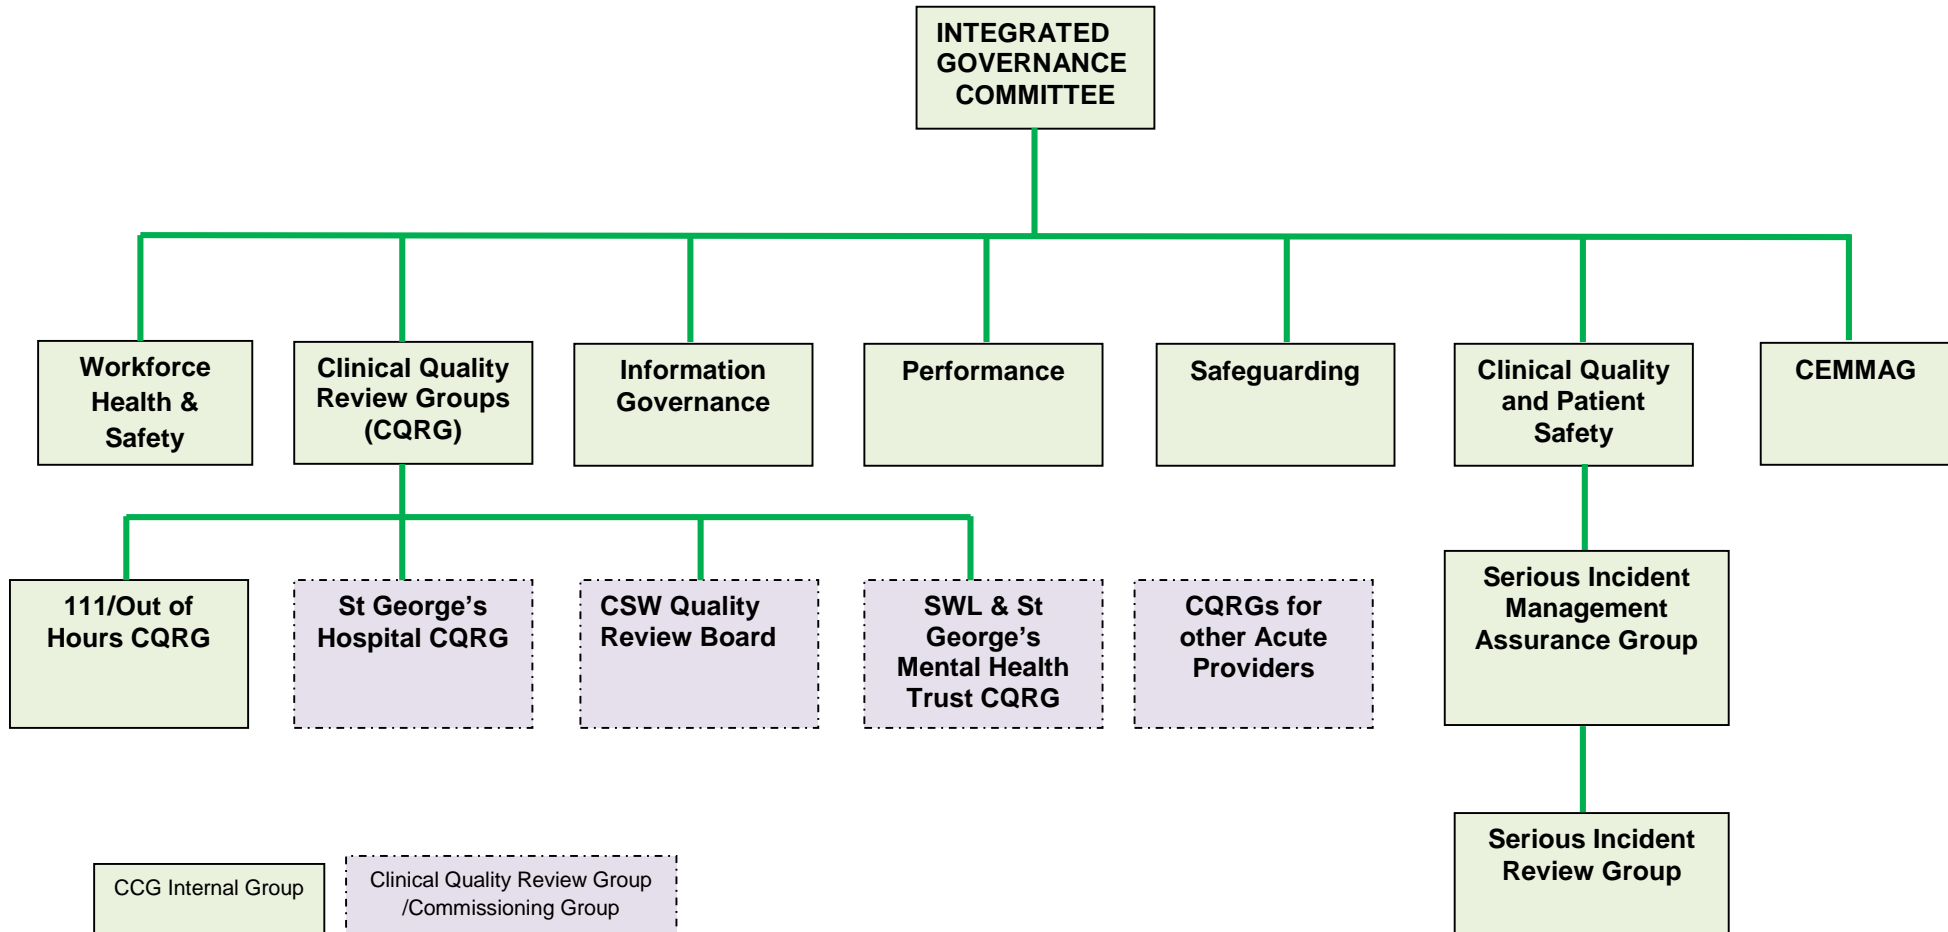 INTEGRATED
GOVERNANCE
COMMITTEE
Workforce
Health &
Safety
Clinical Quality
Review Groups
(CQRG)
Information
Governance
Performance
Safeguarding
Clinical Quality
and Patient
Safety
CEMMAG
111/Out of
Hours CQRG
St George’s
Hospital CQRG
CSW Quality
Review Board
SWL & St
George’s
Mental Health
Trust CQRG
CQRGs for
other Acute
Providers
Serious Incident
Management
Assurance Group
Serious Incident
Review Group
CCG Internal Group
Clinical Quality Review Group
/Commissioning Group